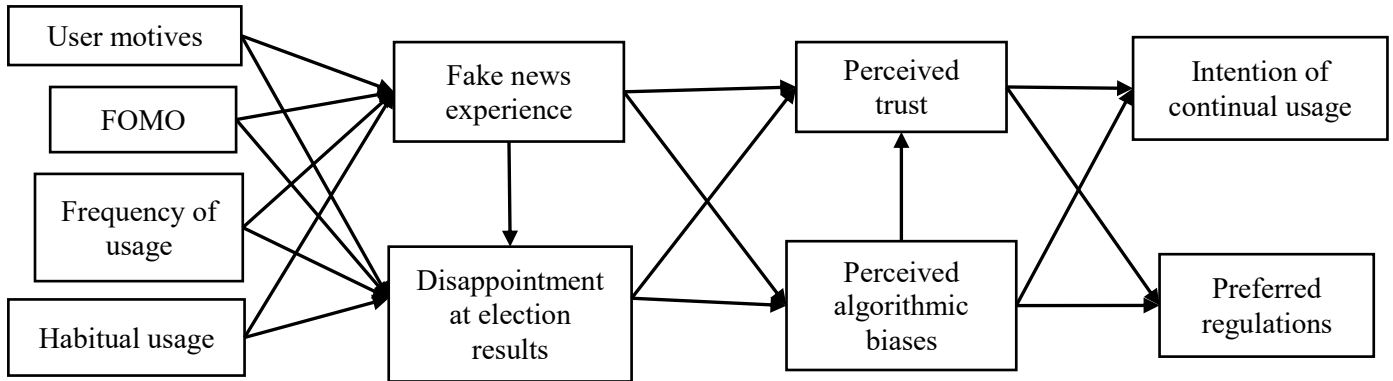 User motives
FOMO
Frequency of
usage
Habitual usage
Fake news
experience
Disappointment
at election
results
Perceived
trust
Perceived
algorithmic
biases
Intention of
continual usage
Preferred
regulations